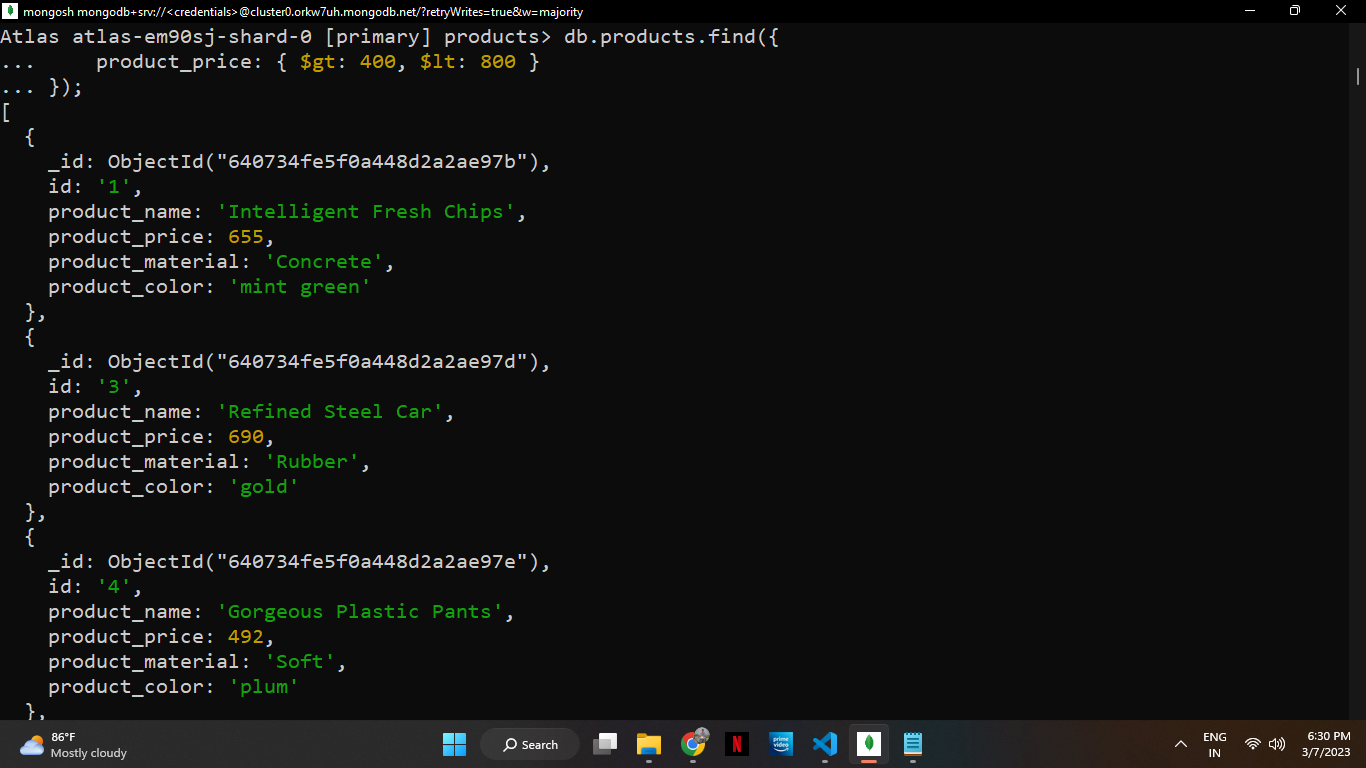 mongosh mongodb+srv://<credentials>@cluster0.orkw7uh.mongodb.net/?retryWrites=true&w=majority
Atlas atlas-em90sj-shard-0 [primary] products> db.products.find({
...     product_price: { $gt: 400, $lt: 800 }
... });
[
  {
    _id: ObjectId("640734fe5f0a448d2a2ae97b"),
    id: '1',
    product_name: 'Intelligent Fresh Chips',
    product_price: 655,
    product_material: 'Concrete',
    product_color: 'mint green'
  },
  {
    _id: ObjectId("640734fe5f0a448d2a2ae97d"),
    id: '3',
    product_name: 'Refined Steel Car',
    product_price: 690,
    product_material: 'Rubber',
    product_color: 'gold'
  },
  {
    _id: ObjectId("640734fe5f0a448d2a2ae97e"),
    id: '4',
    product_name: 'Gorgeous Plastic Pants',
    product_price: 492,
    product_material: 'Soft',
    product_color: 'plum'
  },
86°F
Mostly cloudy
Search
N
prime video
ENG
IN
6:30 PM
3/7/2023